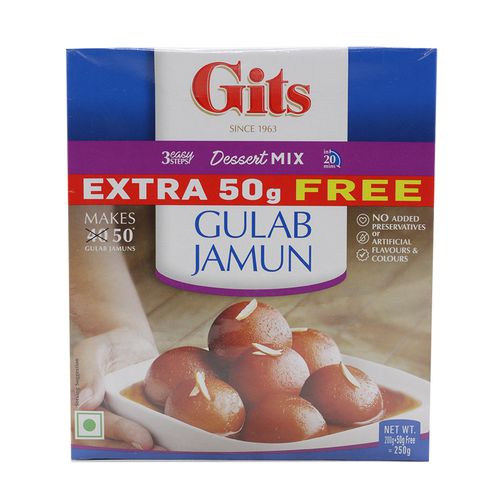 Gits
SINCE 1963
3 easy STEPS!
Dessert MIX
in 20 mins
EXTRA 50g FREE
MAKES
40 50*
GULAB JAMUNS
GULAB
JAMUN
NO ADDED
PRESERVATIVES
or
ARTIFICIAL
FLAVOURS &
COLOURS
Serving Suggestion
NET WT.
200g+50g Free
= 250g